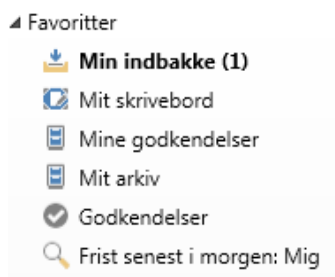 Favoritter
Min indbakke (1)
Mit skrivebord
Mine godkendelser
Mit arkiv
Godkendelser
Frist senest i morgen: Mig